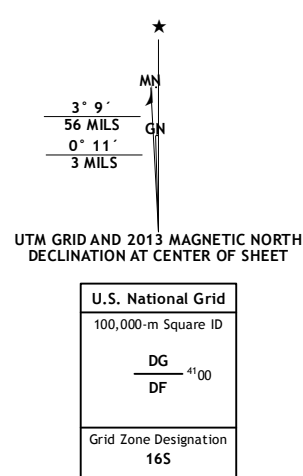 ★
MN
3° 9´
56 MILS
GN
0° 11´
3 MILS
UTM GRID AND 2013 MAGNETIC NORTH
DECLINATION AT CENTER OF SHEET
U.S. National Grid
100,000-m Square ID
DG
4100
DF
Grid Zone Designation
16S